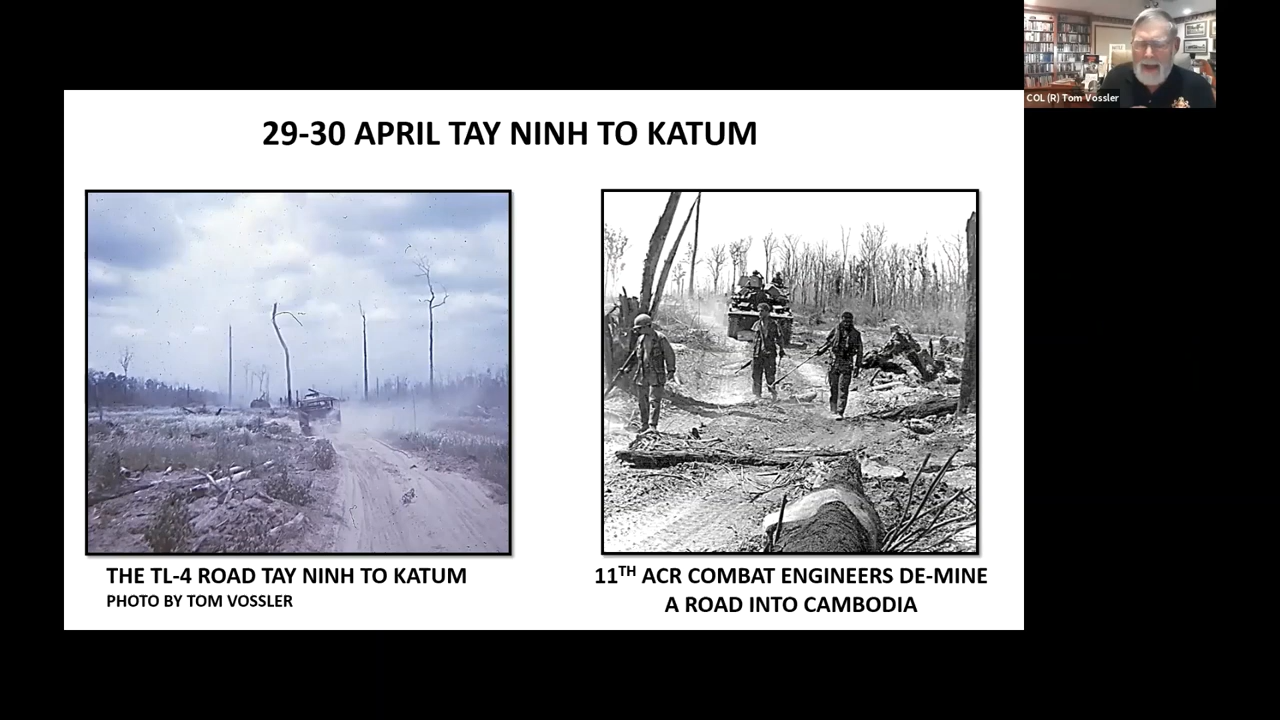 COL (R) Tom Vossler
29-30 APRIL TAY NINH TO KATUM
THE TL-4 ROAD TAY NINH TO KATUM
PHOTO BY TOM VOSSLER
11TH ACR COMBAT ENGINEERS DE-MINE
A ROAD INTO CAMBODIA